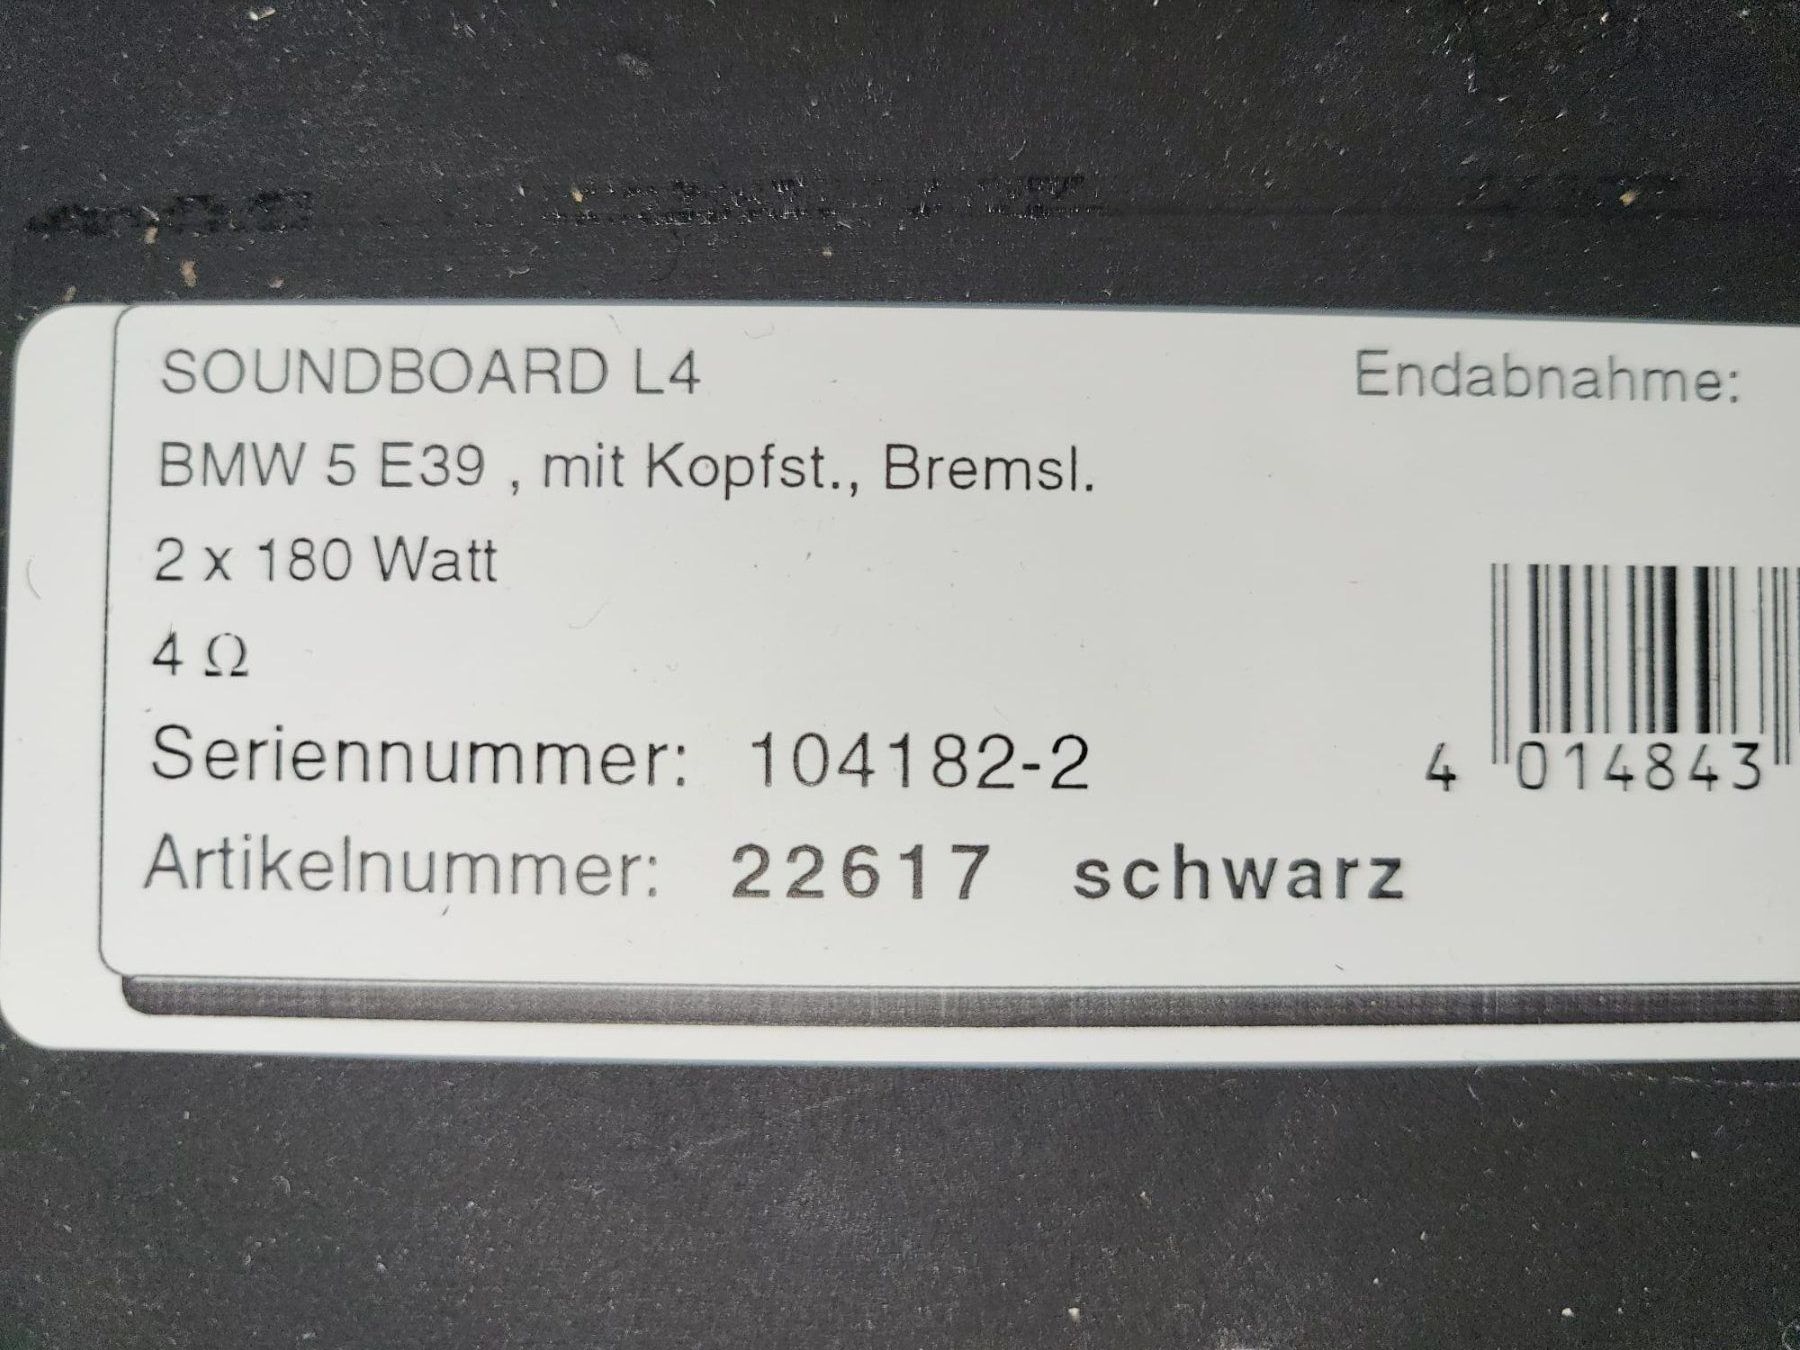 SOUNDBOARD L4
Endabnahme:
BMW 5 E39 , mit Kopfst., Bremsl.
2 x 180 Watt
4 Ω
Seriennummer: 104182-2
4 014843
Artikelnummer: 22617 schwarz